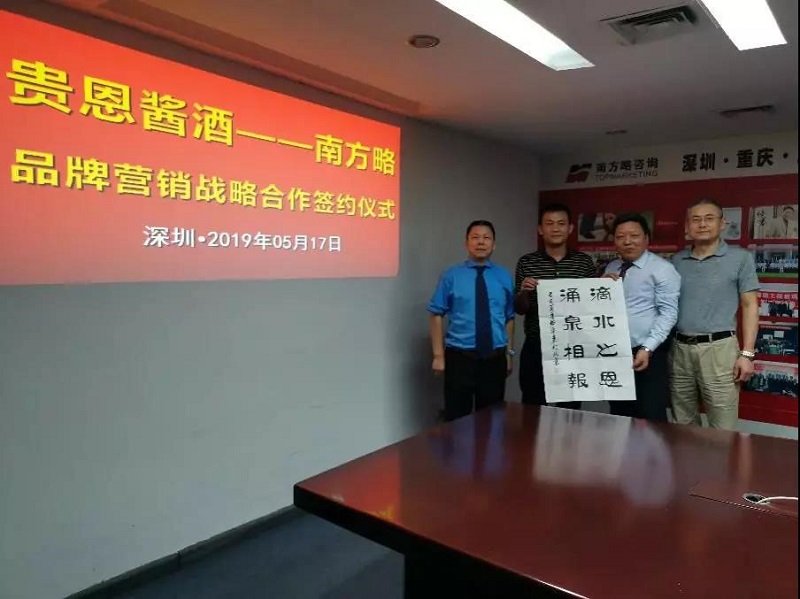 贵恩酱酒——南方略
品牌营销战略合作签约仪式
深圳·2019年05月17日
南方略咨询
TOPMARKETING
深圳·重庆·
滴水之恩
涌泉相報